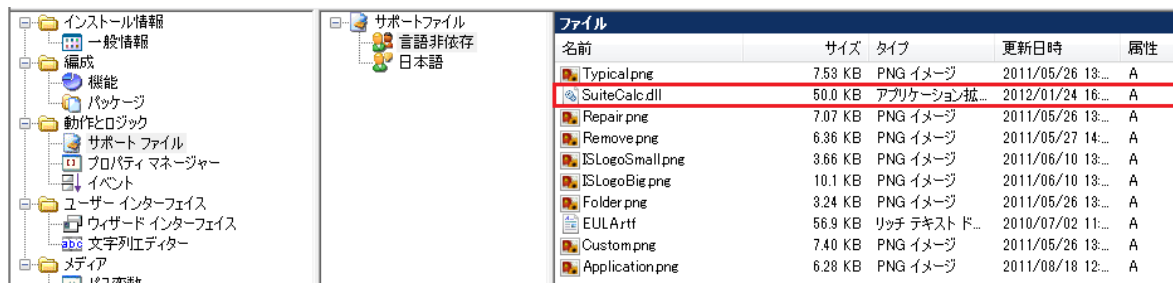 インストール情報
一般情報
編成
機能
パッケージ
動作とロジック
サポート ファイル
プロパティ マネージャー
イベント
ユーザー インターフェイス
ウィザード インターフェイス
abc 文字列エディター
メディア
パス変数
サポートファイル
言語非依存
日本語
ファイル
名前 サイズ タイプ 更新日時 属性
Typical.png 7.53 KB PNG イメージ 2011/05/26 13:... A
SuiteCalc.dll 50.0 KB アプリケーション拡... 2012/01/24 16:... A
Repair.png 7.07 KB PNG イメージ 2011/05/26 13:... A
Remove.png 6.36 KB PNG イメージ 2011/05/27 14:... A
ISLogoSmall.png 3.66 KB PNG イメージ 2011/06/10 13:... A
ISLogoBig.png 10.1 KB PNG イメージ 2011/06/10 13:... A
Folder.png 3.24 KB PNG イメージ 2011/05/26 13:... A
EULA.rtf 56.9 KB リッチ テキスト ド... 2010/07/02 11:... A
Custom.png 7.40 KB PNG イメージ 2011/05/26 13:... A
Application.png 6.28 KB PNG イメージ 2011/08/18 12:... A